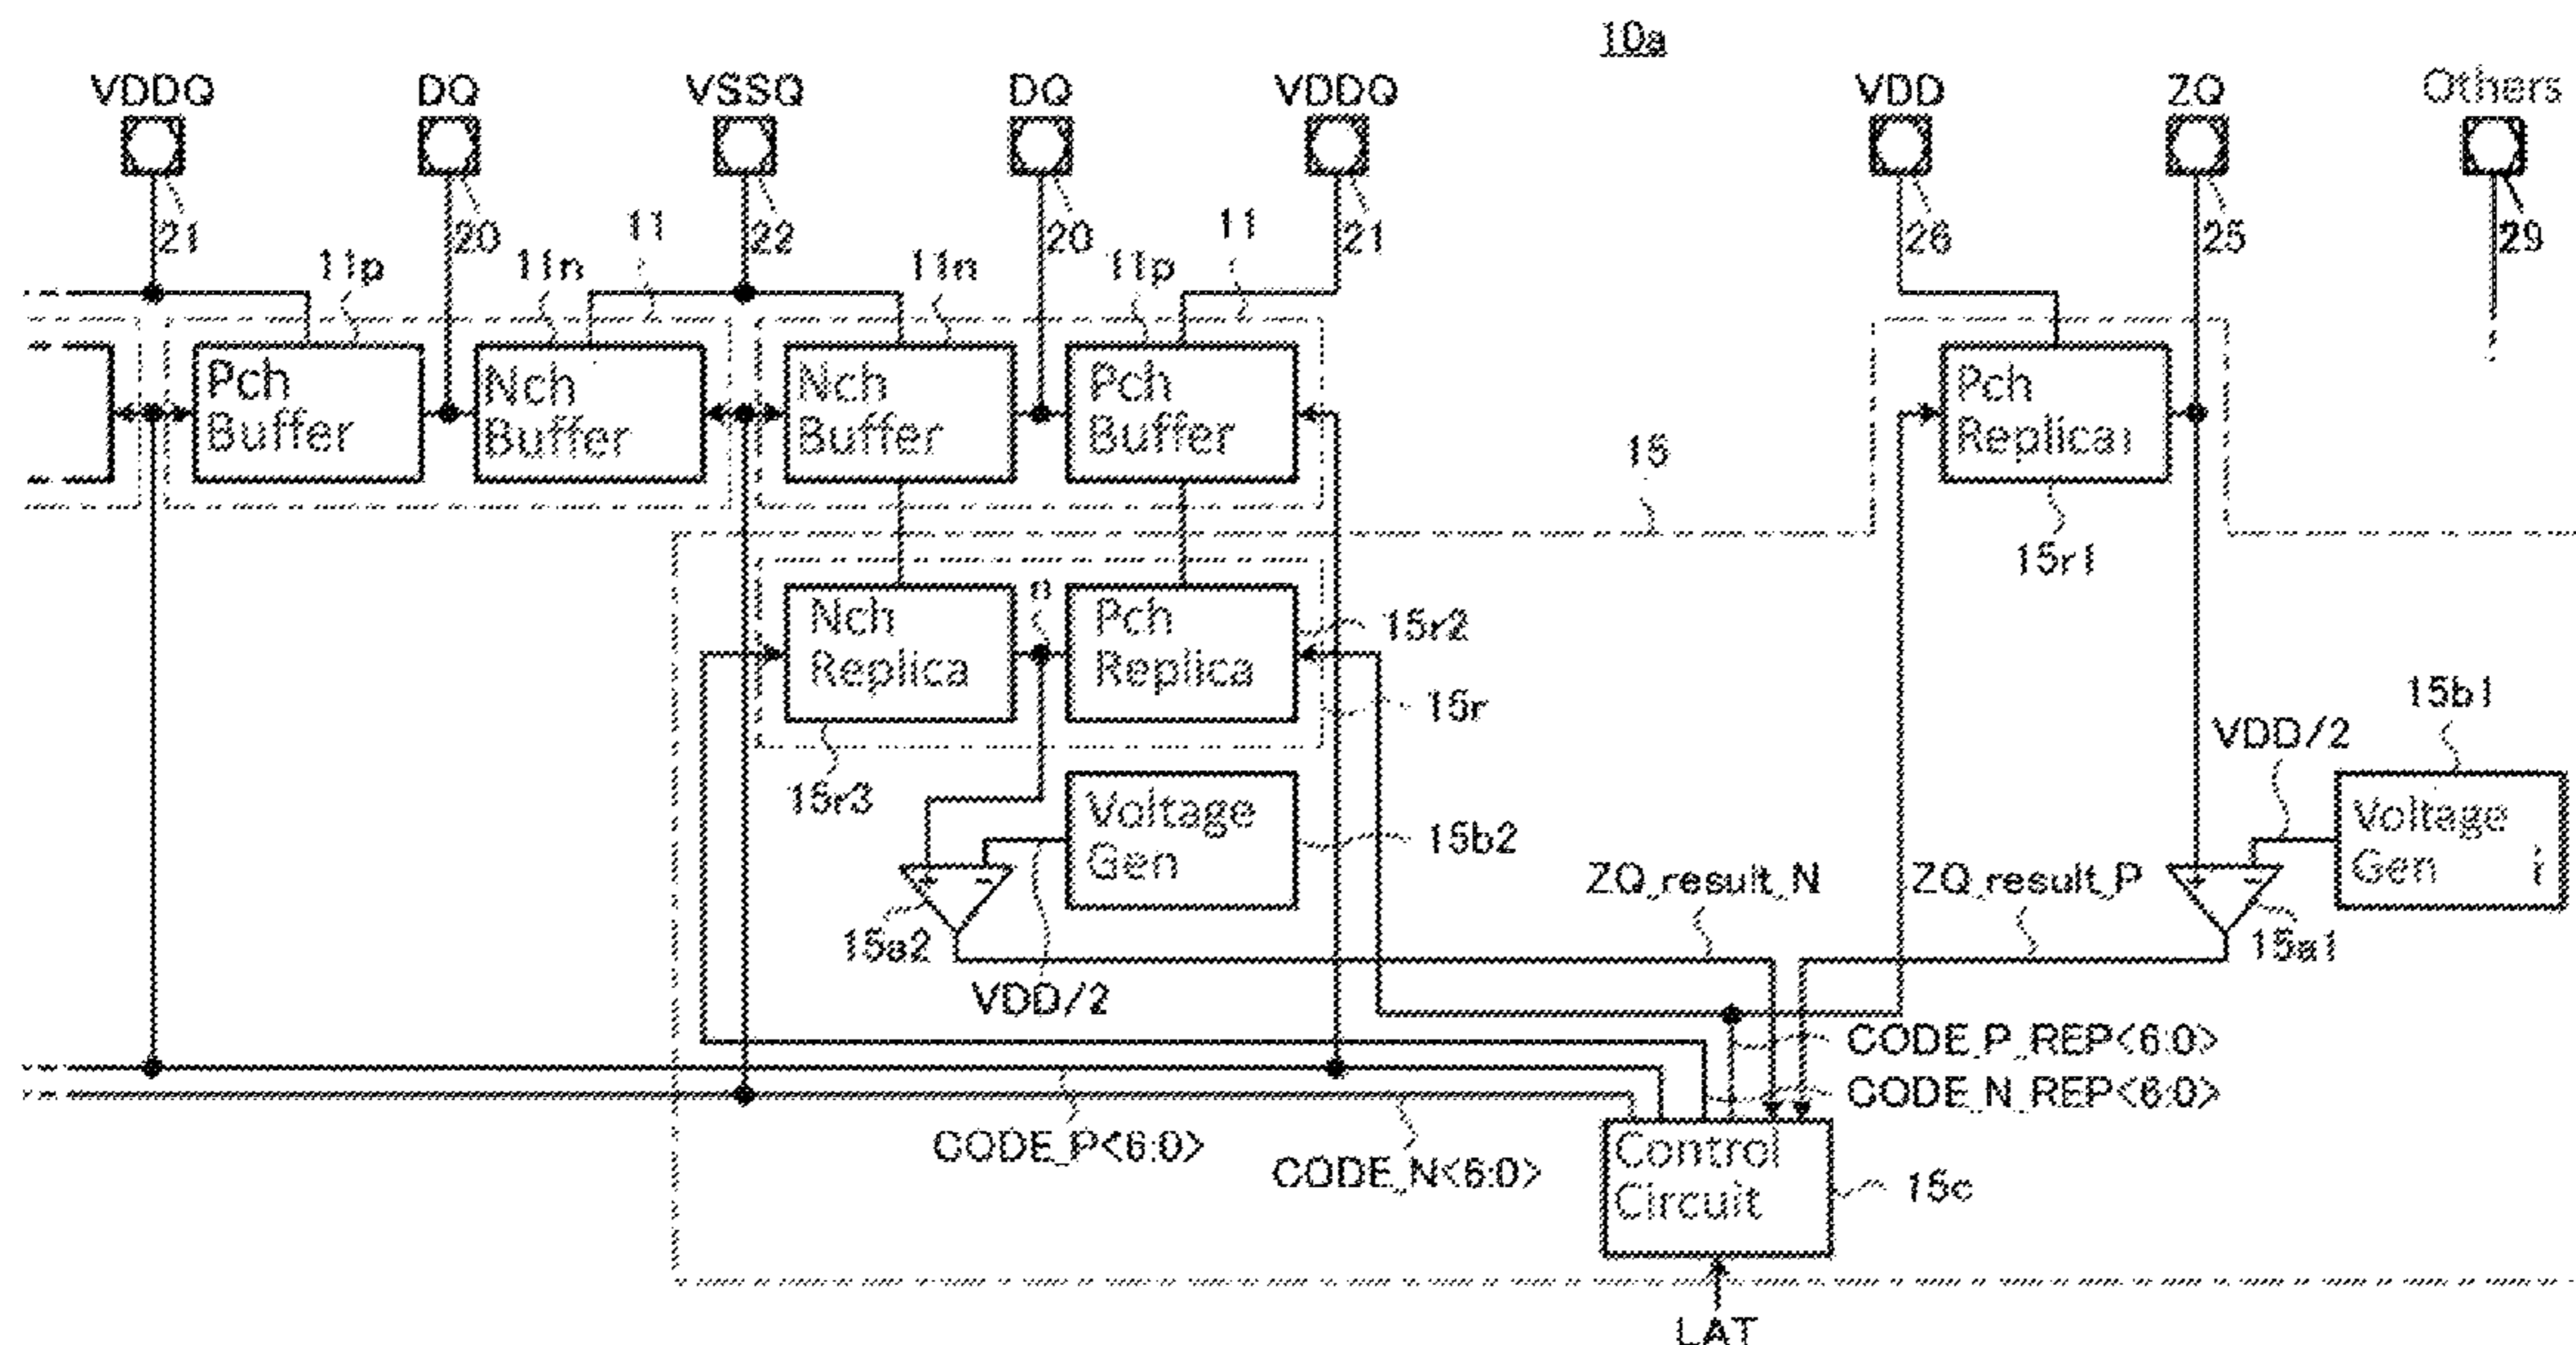 10a
VDDQ
DQ
VSSQ
DQ
VDDQ
VDD
ZQ
Others
21
20
22
20
21
26
25
29
11p
11n
11
11n
11p
11
Pch
Buffer
Nch
Buffer
Nch
Buffer
Pch
Buffer
Pch
Replica
15
15r1
n
Nch
Replica
Pch
Replica
15r2
15r
15r3
Voltage
Gen
15b2
15a2
VDD/2
15b1
VDD/2
Voltage
Gen
ZQ_result_N
ZQ_result_P
15a1
CODE_P_REP<6:0>
CODE_N_REP<6:0>
CODE_P<6:0>
CODE_N<6:0>
Control
Circuit
15c
LAT